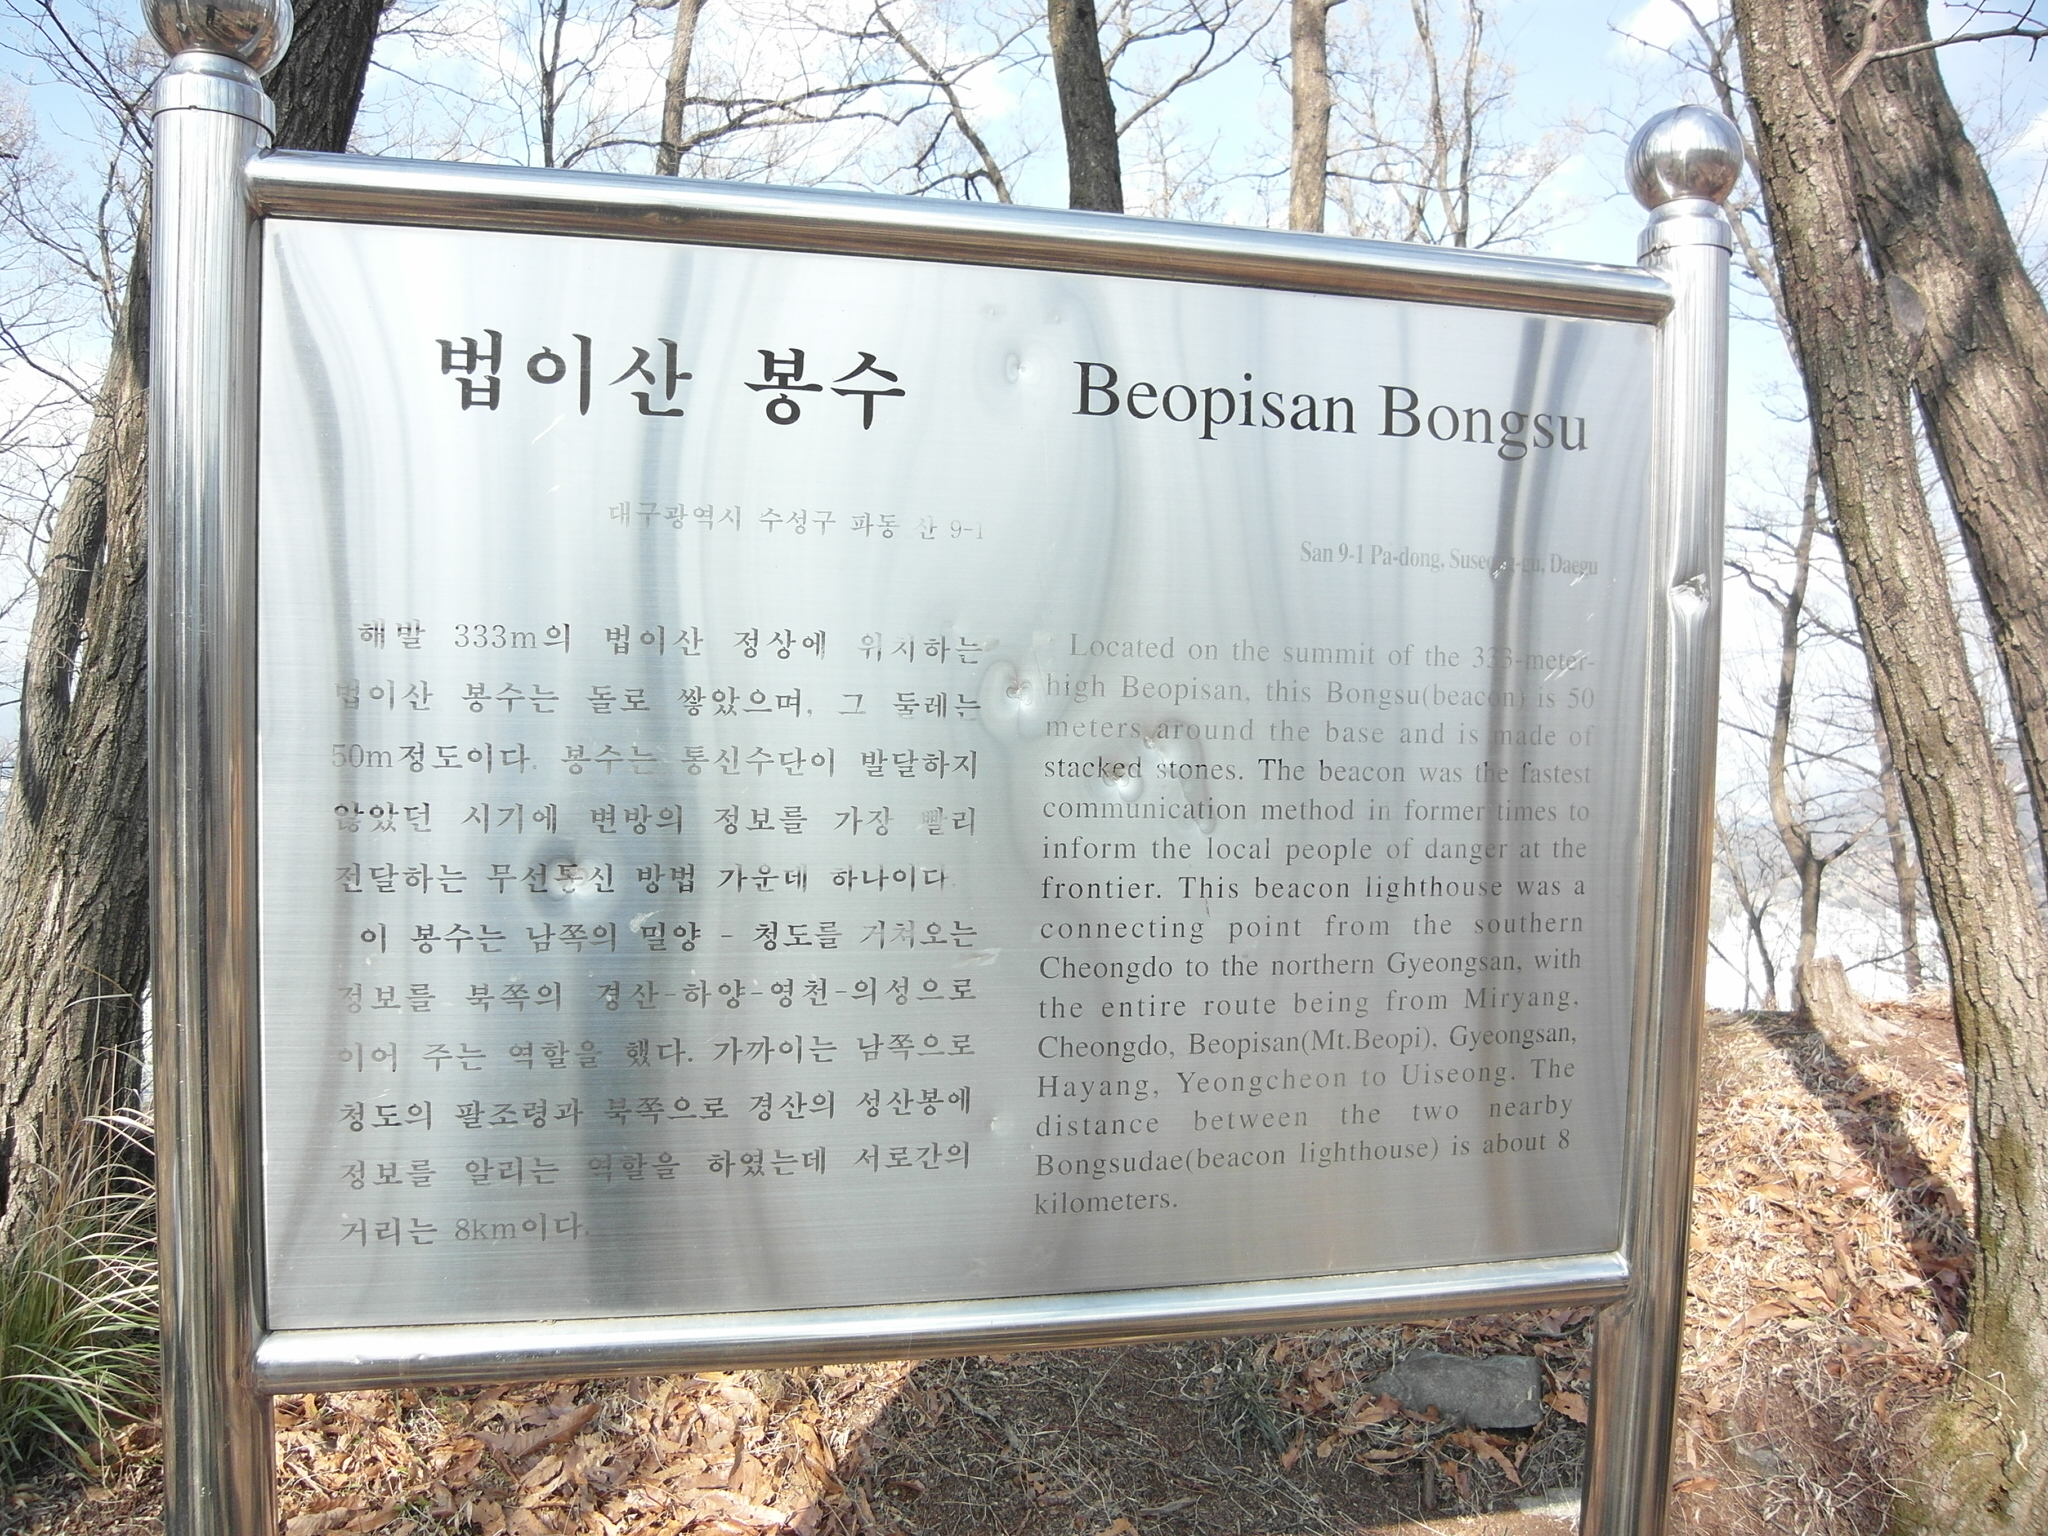 법이산 봉수
대구광역시 수성구 파동 산 9-1
해발 333m의 법이산 정상에 위치하는
법이산 봉수는 돌로 쌓았으며, 그 둘레는
50m정도이다. 봉수는 통신수단이 발달하지
않았던 시기에 변방의 정보를 가장 빨리
전달하는 무선통신 방법 가운데 하나이다.
이 봉수는 남쪽의 밀양 - 청도를 거쳐오는
정보를 북쪽의 경산-하양-영천-의성으로
이어 주는 역할을 했다. 가까이는 남쪽으로
청도의 팔조령과 북쪽으로 경산의 성산봉에
정보를 알리는 역할을 하였는데 서로간의
거리는 8km이다.
Beopisan Bongsu
San 9-1 Pa-dong, Suseong-gu, Daegu
Located on the summit of the 333-meter-
high Beopisan, this Bongsu(beacon) is 50
meters around the base and is made of
stacked stones. The beacon was the fastest
communication method in former times to
inform the local people of danger at the
frontier. This beacon lighthouse was a
connecting point from the southern
Cheongdo to the northern Gyeongsan, with
the entire route being from Miryang,
Cheongdo, Beopisan(Mt.Beopi), Gyeongsan,
Hayang, Yeongcheon to Uiseong. The
distance between the two nearby
Bongsudae(beacon lighthouse) is about 8
kilometers.